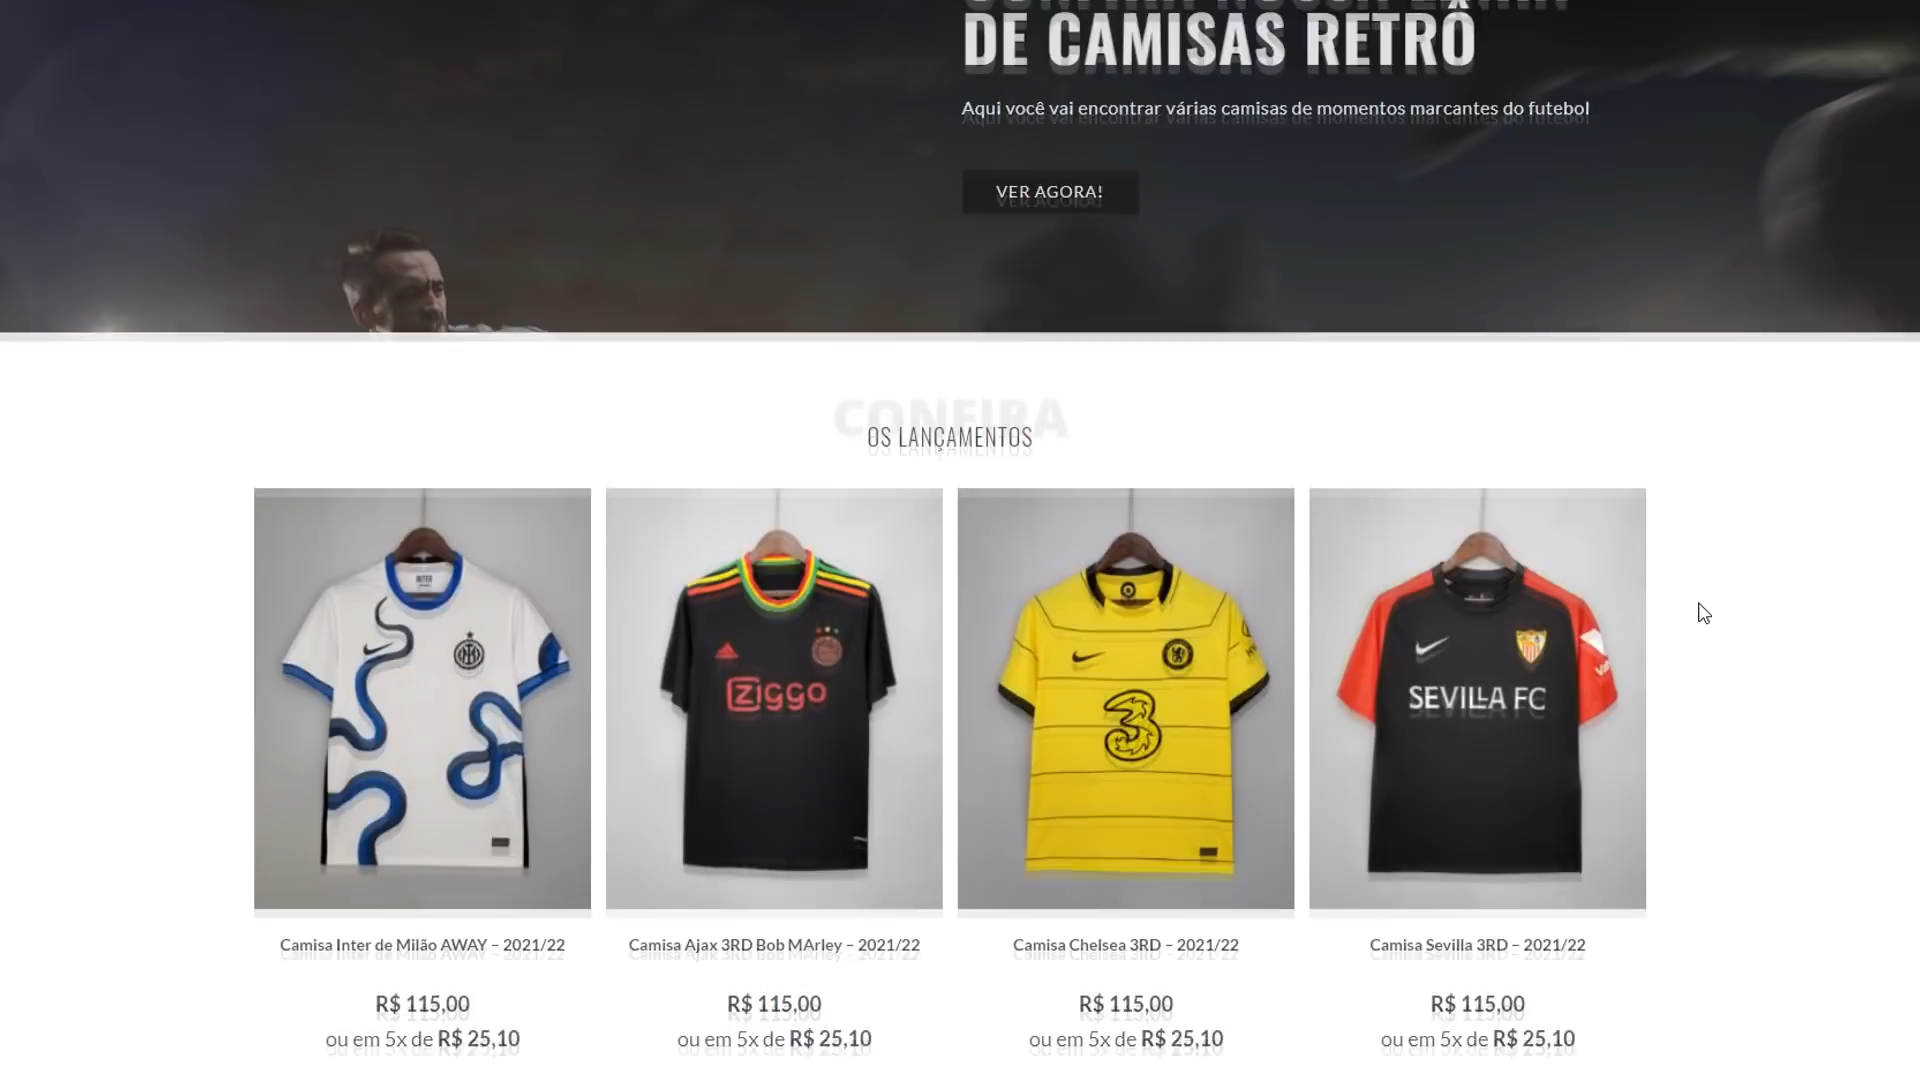 DE CAMISAS RETRÔ
Aqui você vai encontrar várias camisas de momentos marcantes do futebol
VER AGORA!
CONFIRA
OS LANÇAMENTOS
INTER
Ziggo
3
SEVILLA FC
Camisa Inter de Milão AWAY – 2021/22
Camisa Ajax 3RD Bob MArley – 2021/22
Camisa Chelsea 3RD – 2021/22
Camisa Sevilla 3RD – 2021/22
R$ 115,00
R$ 115,00
R$ 115,00
R$ 115,00
ou em 5x de R$ 25,10
ou em 5x de R$ 25,10
ou em 5x de R$ 25,10
ou em 5x de R$ 25,10